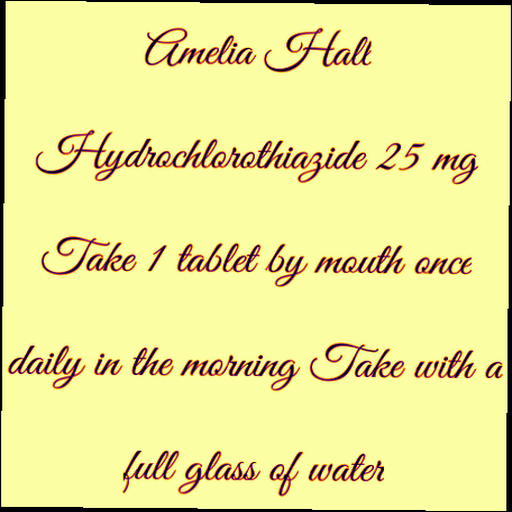 Amelia Halt
Hydrochlorothiazide 25 mg
Take 1 tablet by mouth once
daily in the morning Take with a
full glass of water